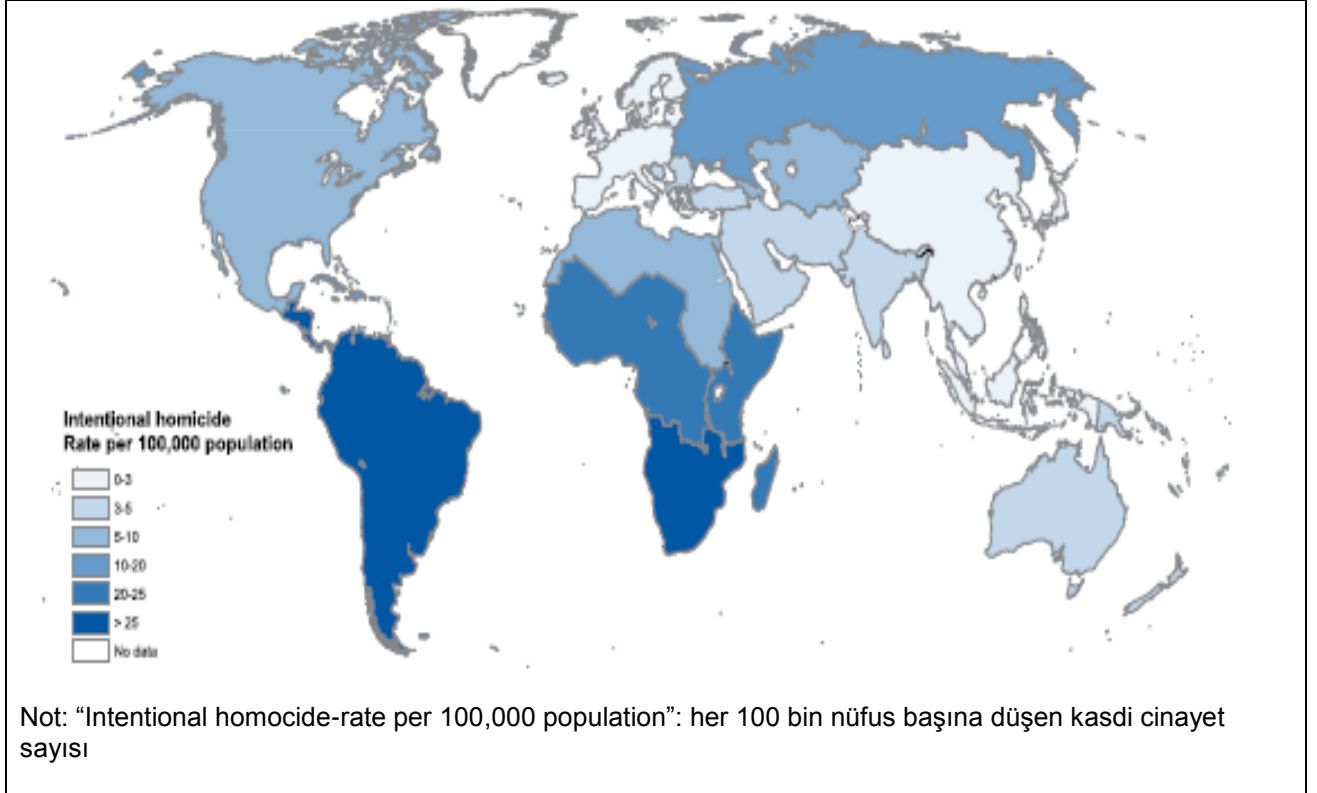 Intentional homicide
Rate per 100,000 population
0-3
3-5
5-10
10-20
20-25
> 25
No data
Not: “Intentional homocide-rate per 100,000 population”: her 100 bin nüfus başına düşen kasdi cinayet
sayısı